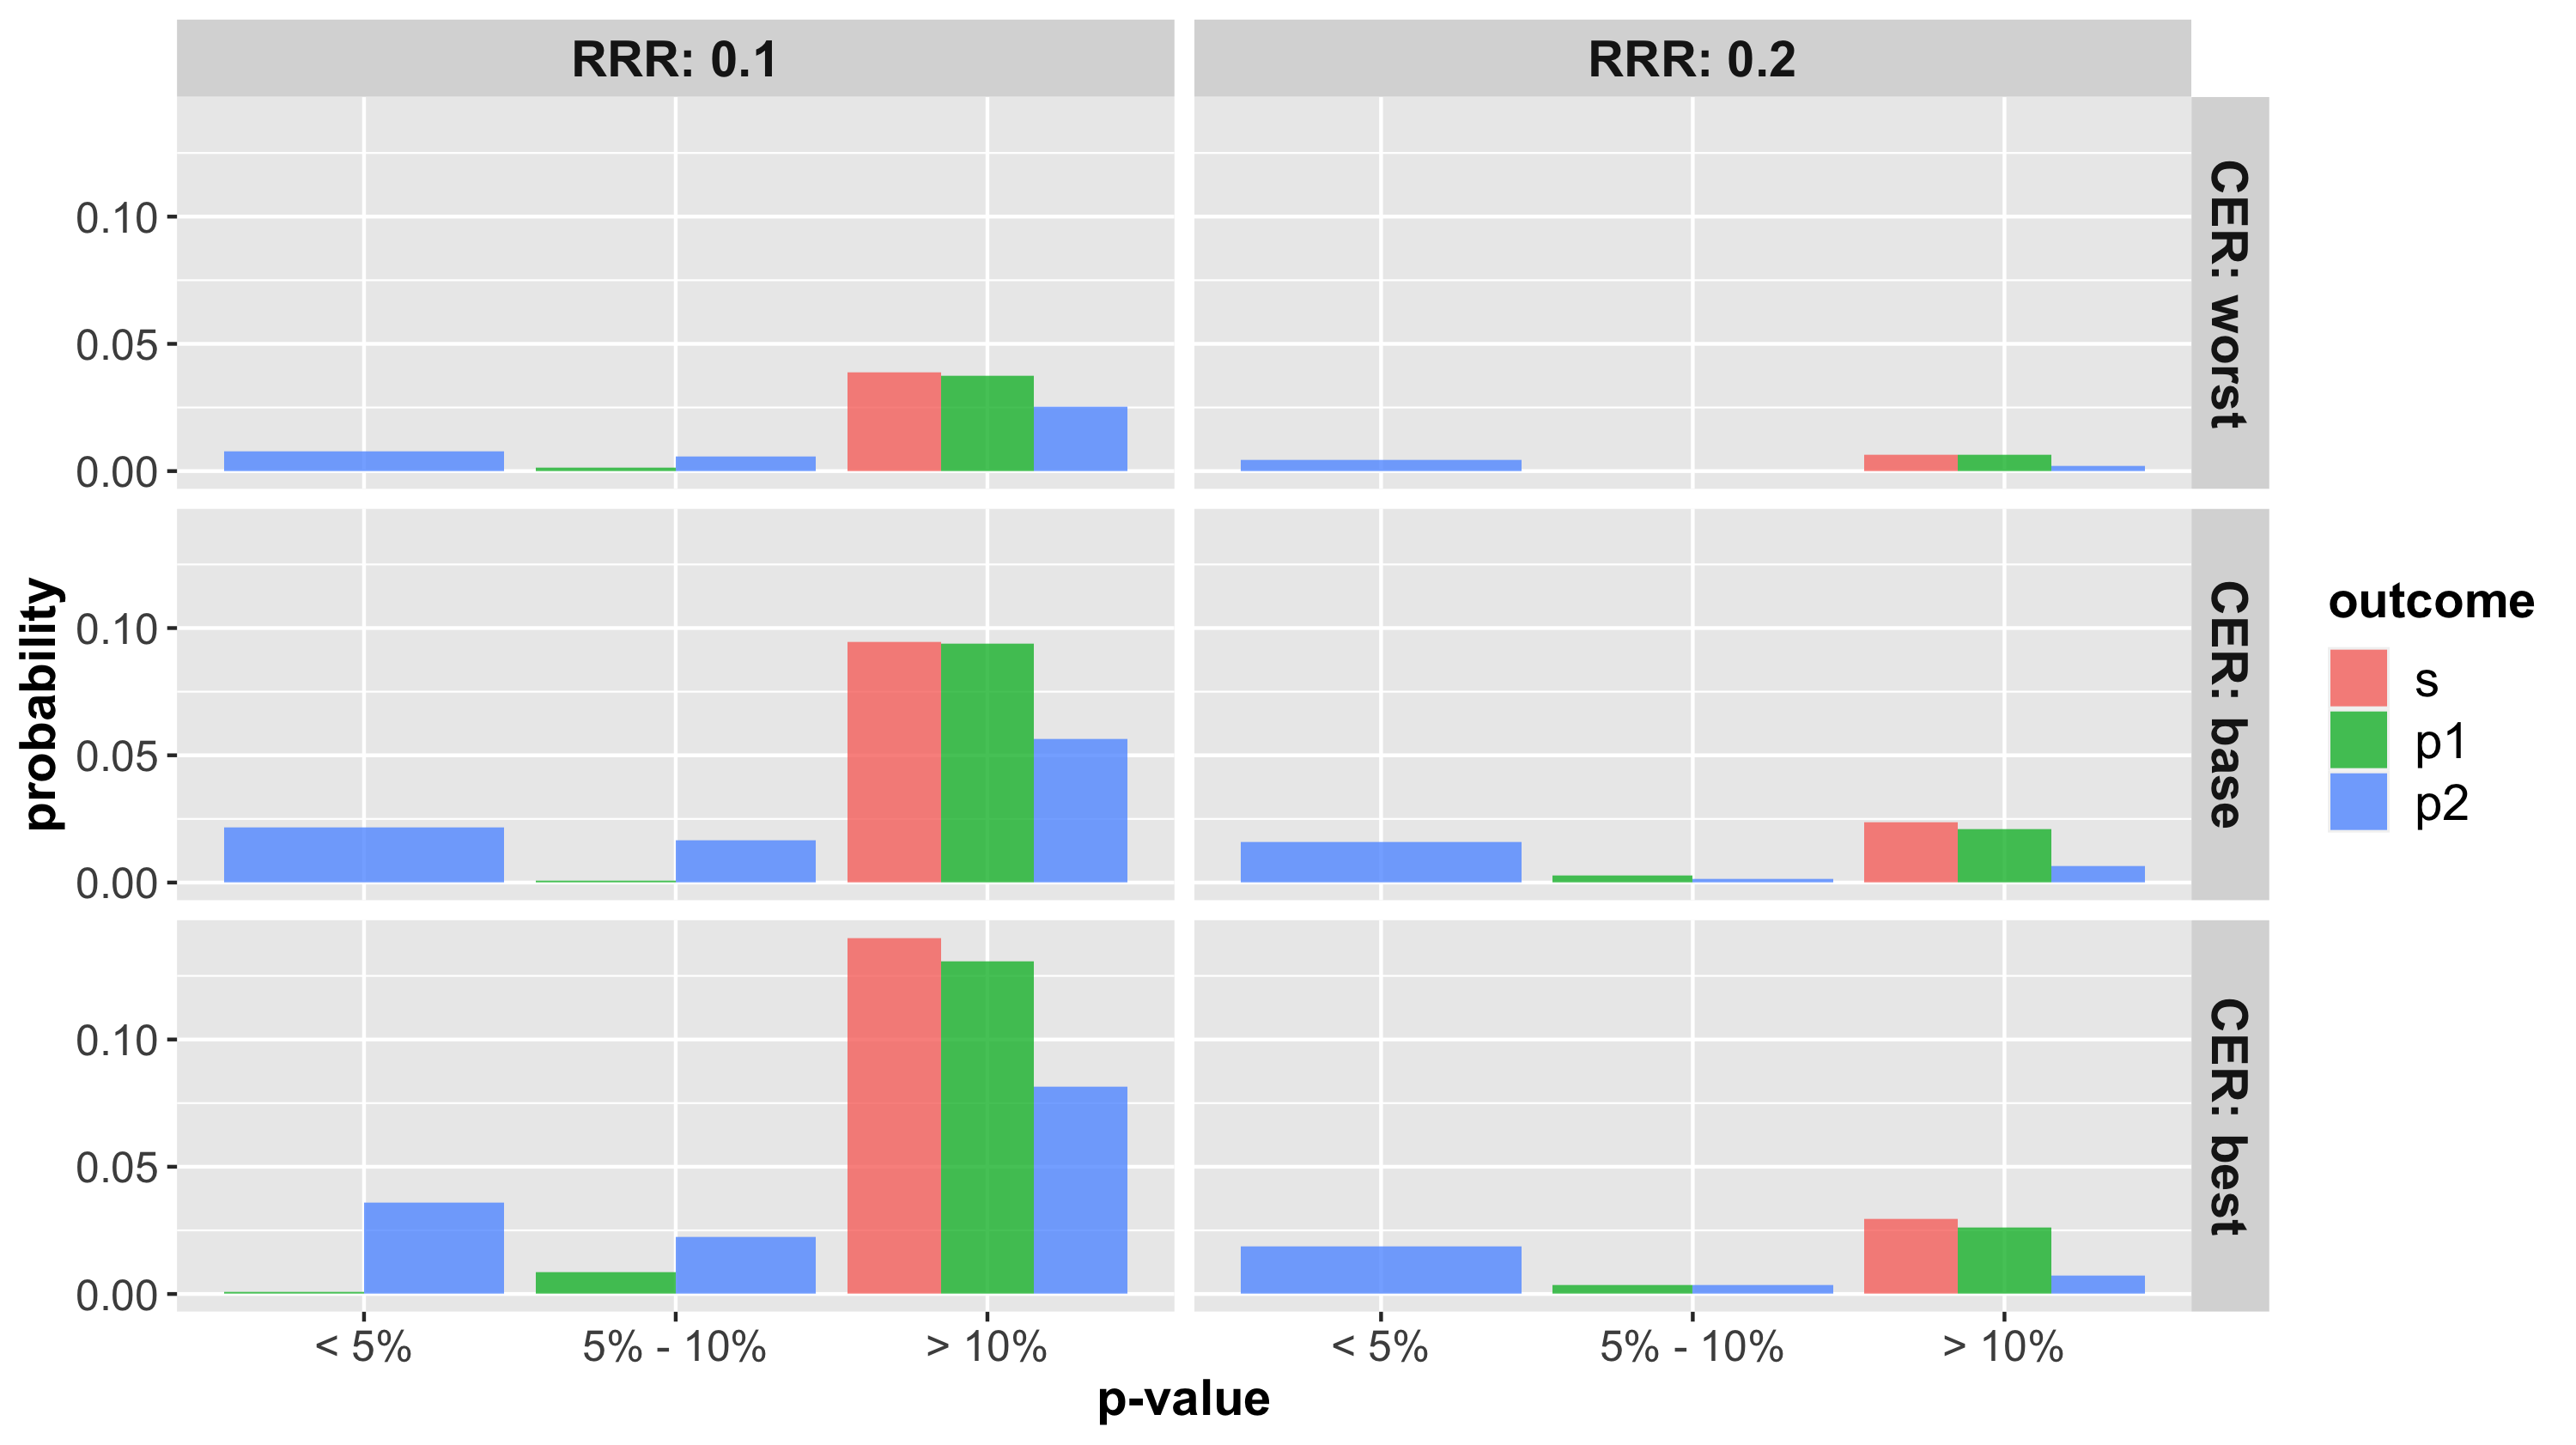 RRR: 0.1
RRR: 0.2
CER: worst
0.10
0.05
0.00
CER: base
0.10
0.05
0.00
CER: best
0.10
0.05
0.00
probability
< 5%
5% - 10%
> 10%
< 5%
5% - 10%
> 10%
p-value
outcome
s
p1
p2